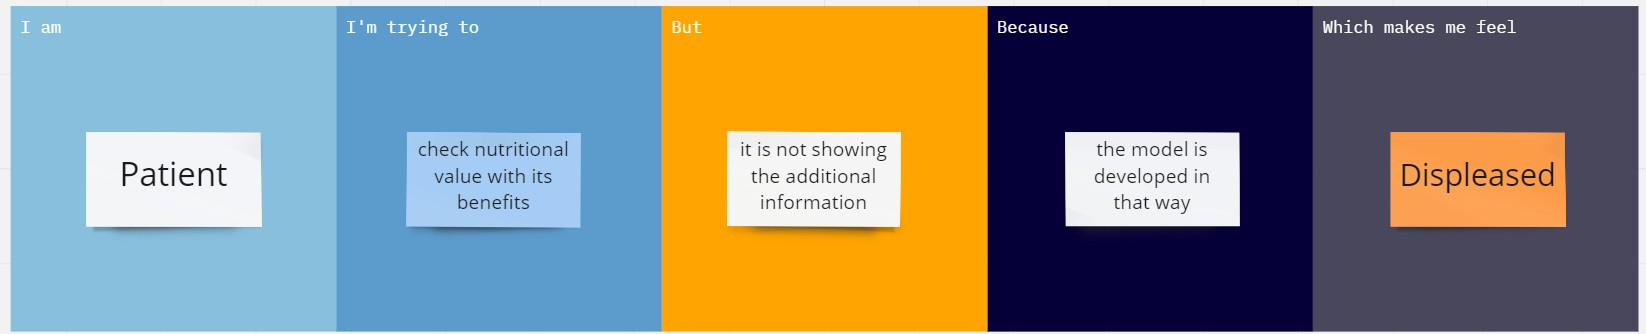 I am
Patient
I'm trying to
check nutritional
value with its
benefits
But
it is not showing
the additional
information
Because
the model is
developed in
that way
Which makes me feel
Displeased